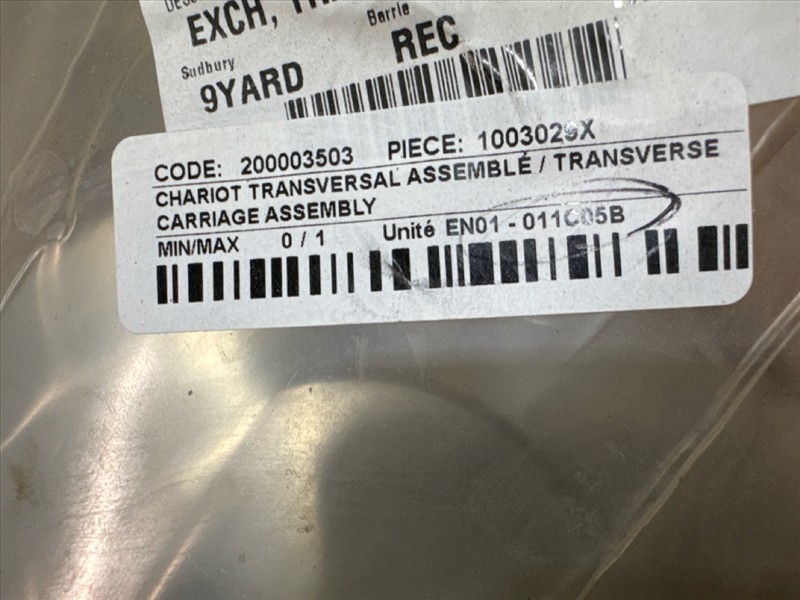 EXCH,
Barrie
Sudbury
9YARD REC
CODE: 200003503 PIECE: 1003029X
CHARIOT TRANSVERSAL ASSEMBLÉ / TRANSVERSE
CARRIAGE ASSEMBLY
MIN/MAX 0 / 1 Unité EN01 - 011C05B